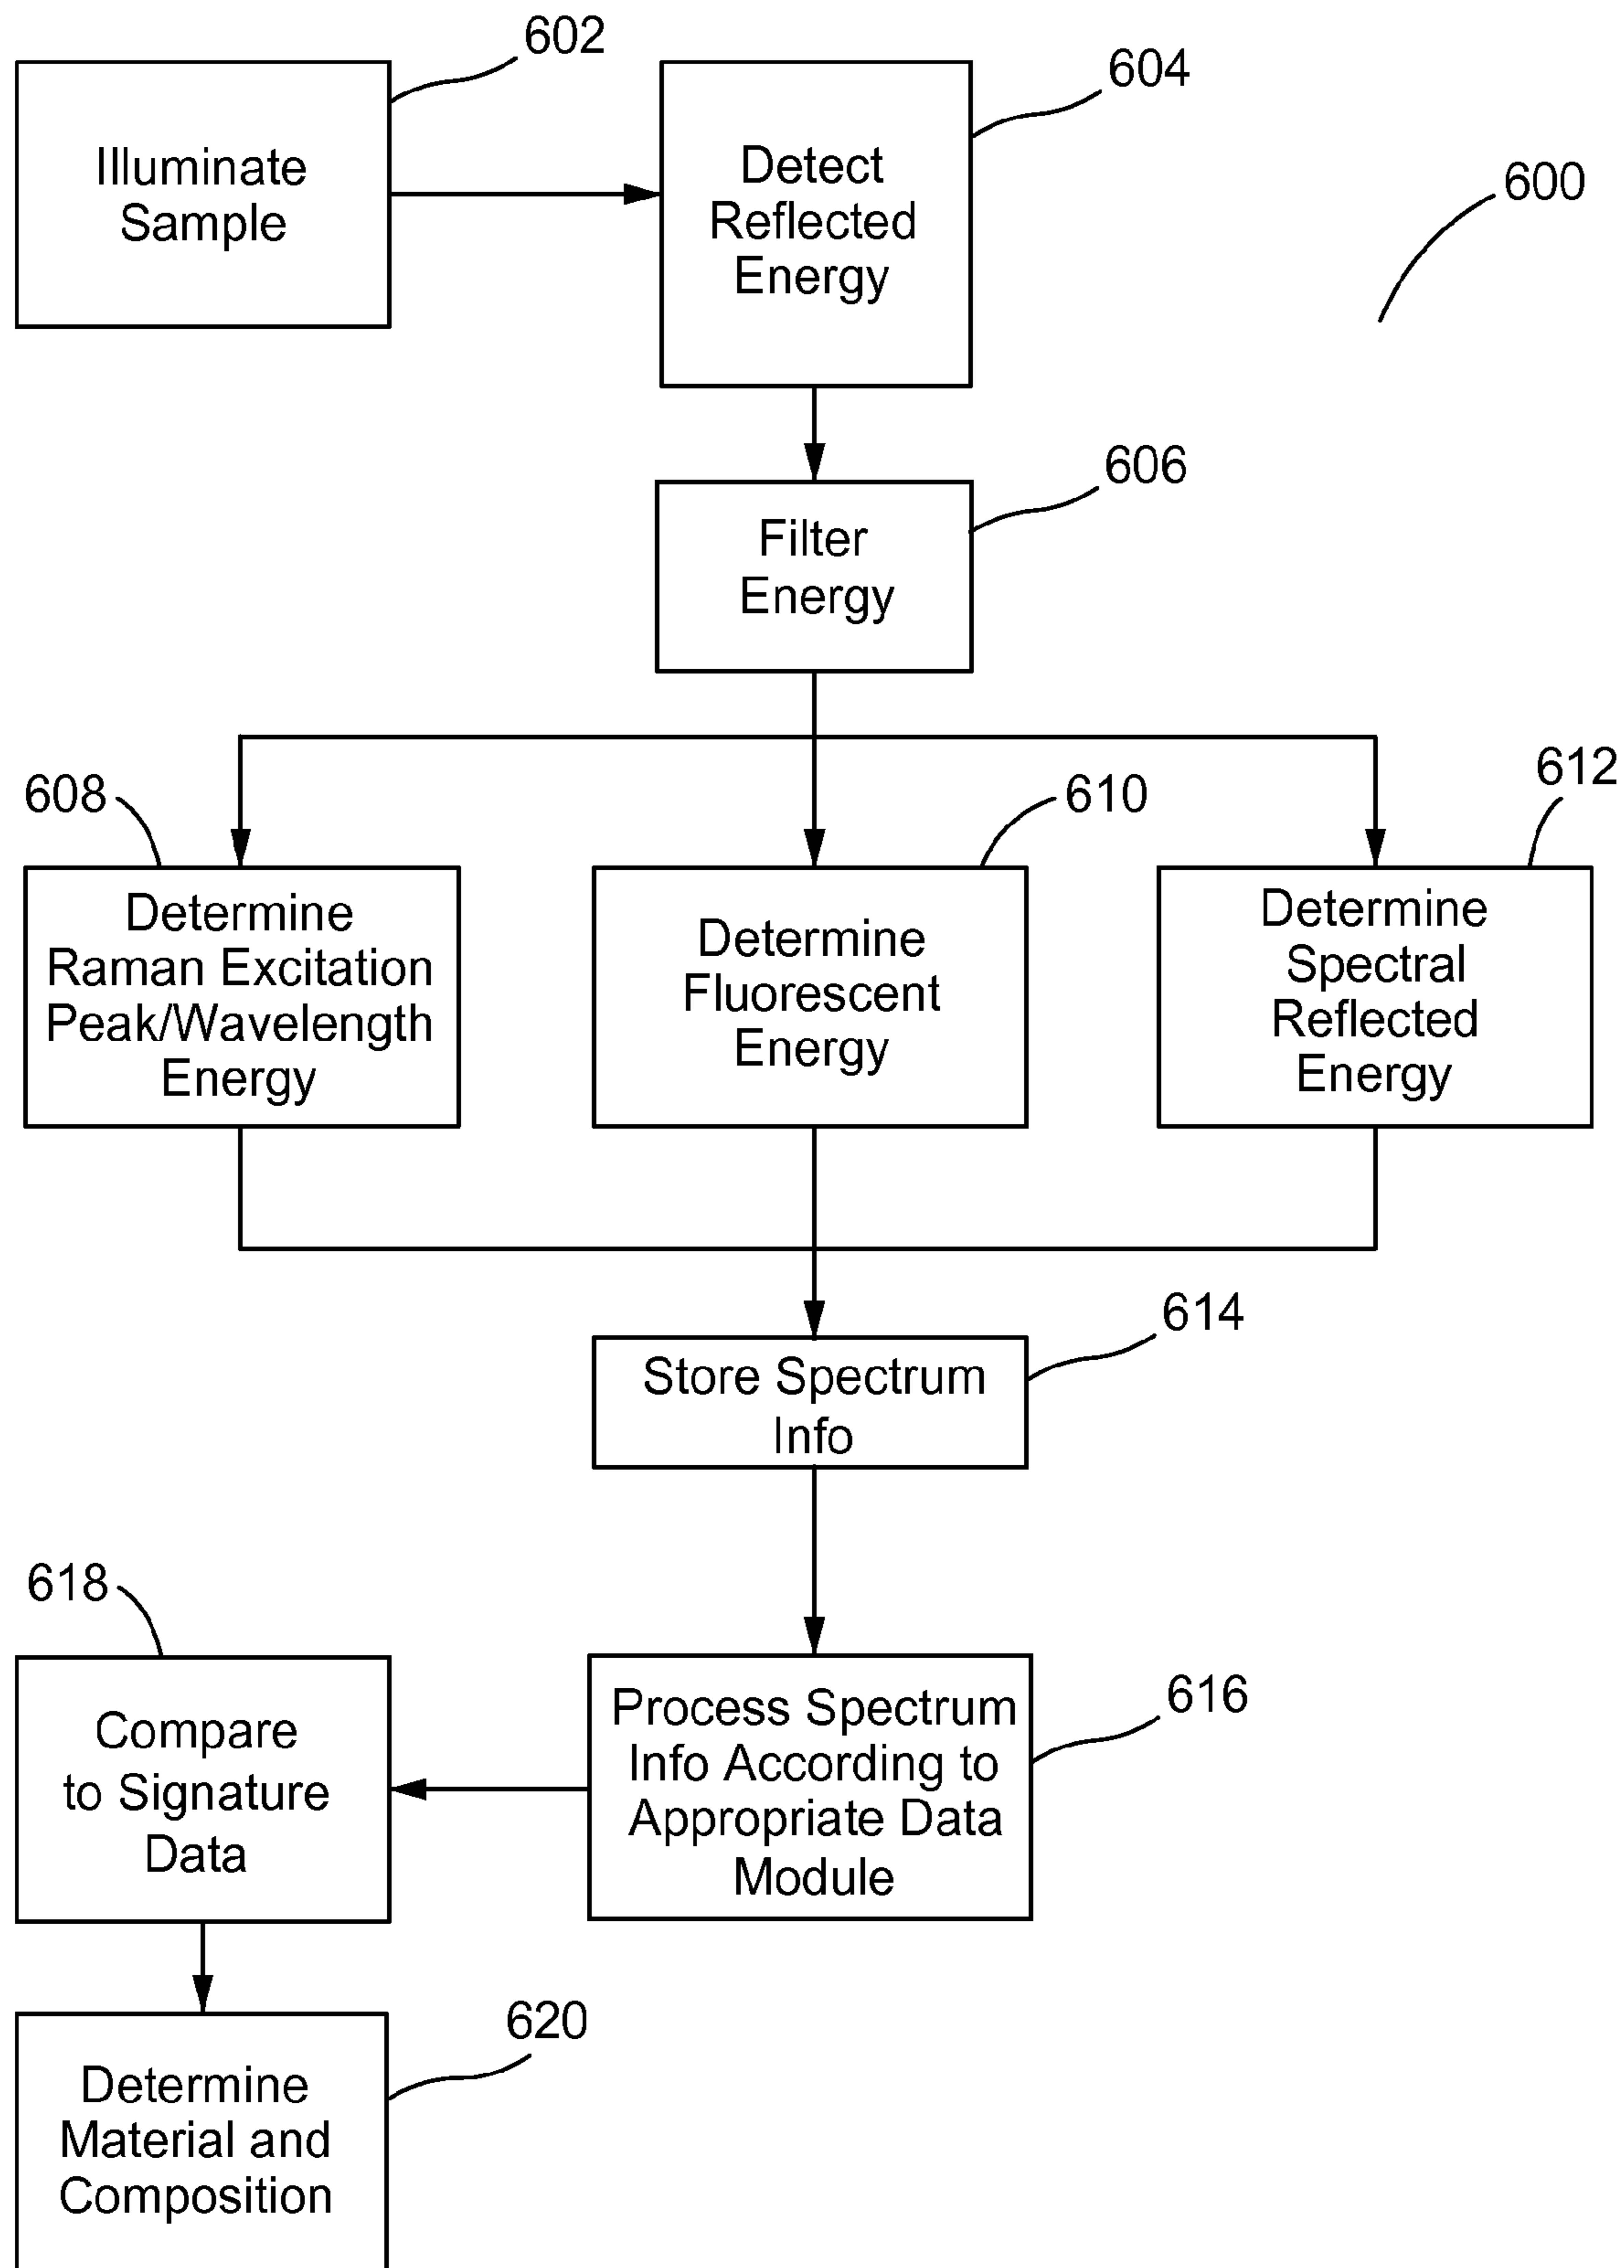 602
Illuminate
Sample
604
Detect
Reflected
Energy
600
606
Filter
Energy
608
Determine
Raman Excitation
Peak/Wavelength
Energy
610
Determine
Fluorescent
Energy
612
Determine
Spectral
Reflected
Energy
614
Store Spectrum
Info
616
Process Spectrum
Info According to
Appropriate Data
Module
618
Compare
to Signature
Data
620
Determine
Material and
Composition